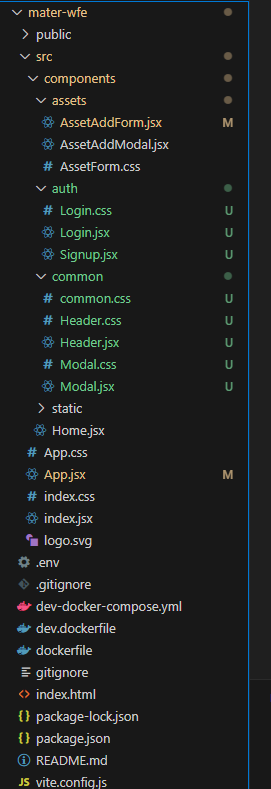 mater-wfe
public
src
components
assets
AssetAddForm.jsx M
AssetAddModal.jsx
AssetForm.css
auth
Login.css U
Login.jsx U
Signup.jsx U
common
common.css U
Header.css U
Header.jsx U
Modal.css U
Modal.jsx U
static
Home.jsx
App.css
App.jsx M
index.css
index.jsx
logo.svg
.env
.gitignore
dev-docker-compose.yml
dev.dockerfile
dockerfile
gitignore
index.html
package-lock.json
package.json
README.md
vite.config.js